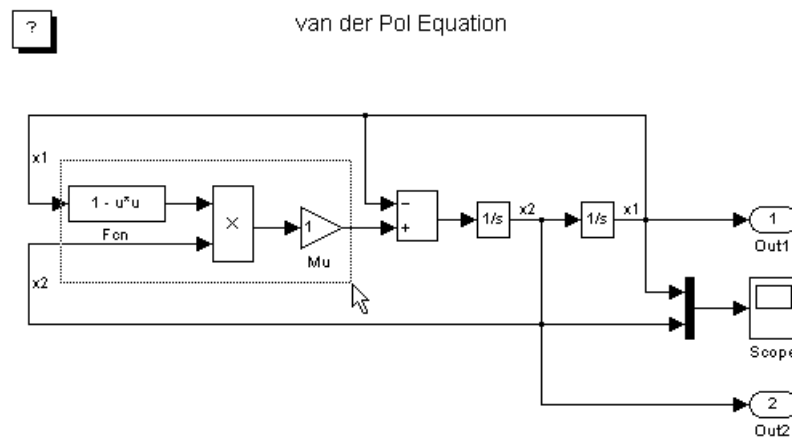 ?
van der Pol Equation
x1
1 - u*u
Fcn
×
1
Mu
−
+
1/s
x2
1/s
x1
1
Out1
x2
Scope
2
Out2